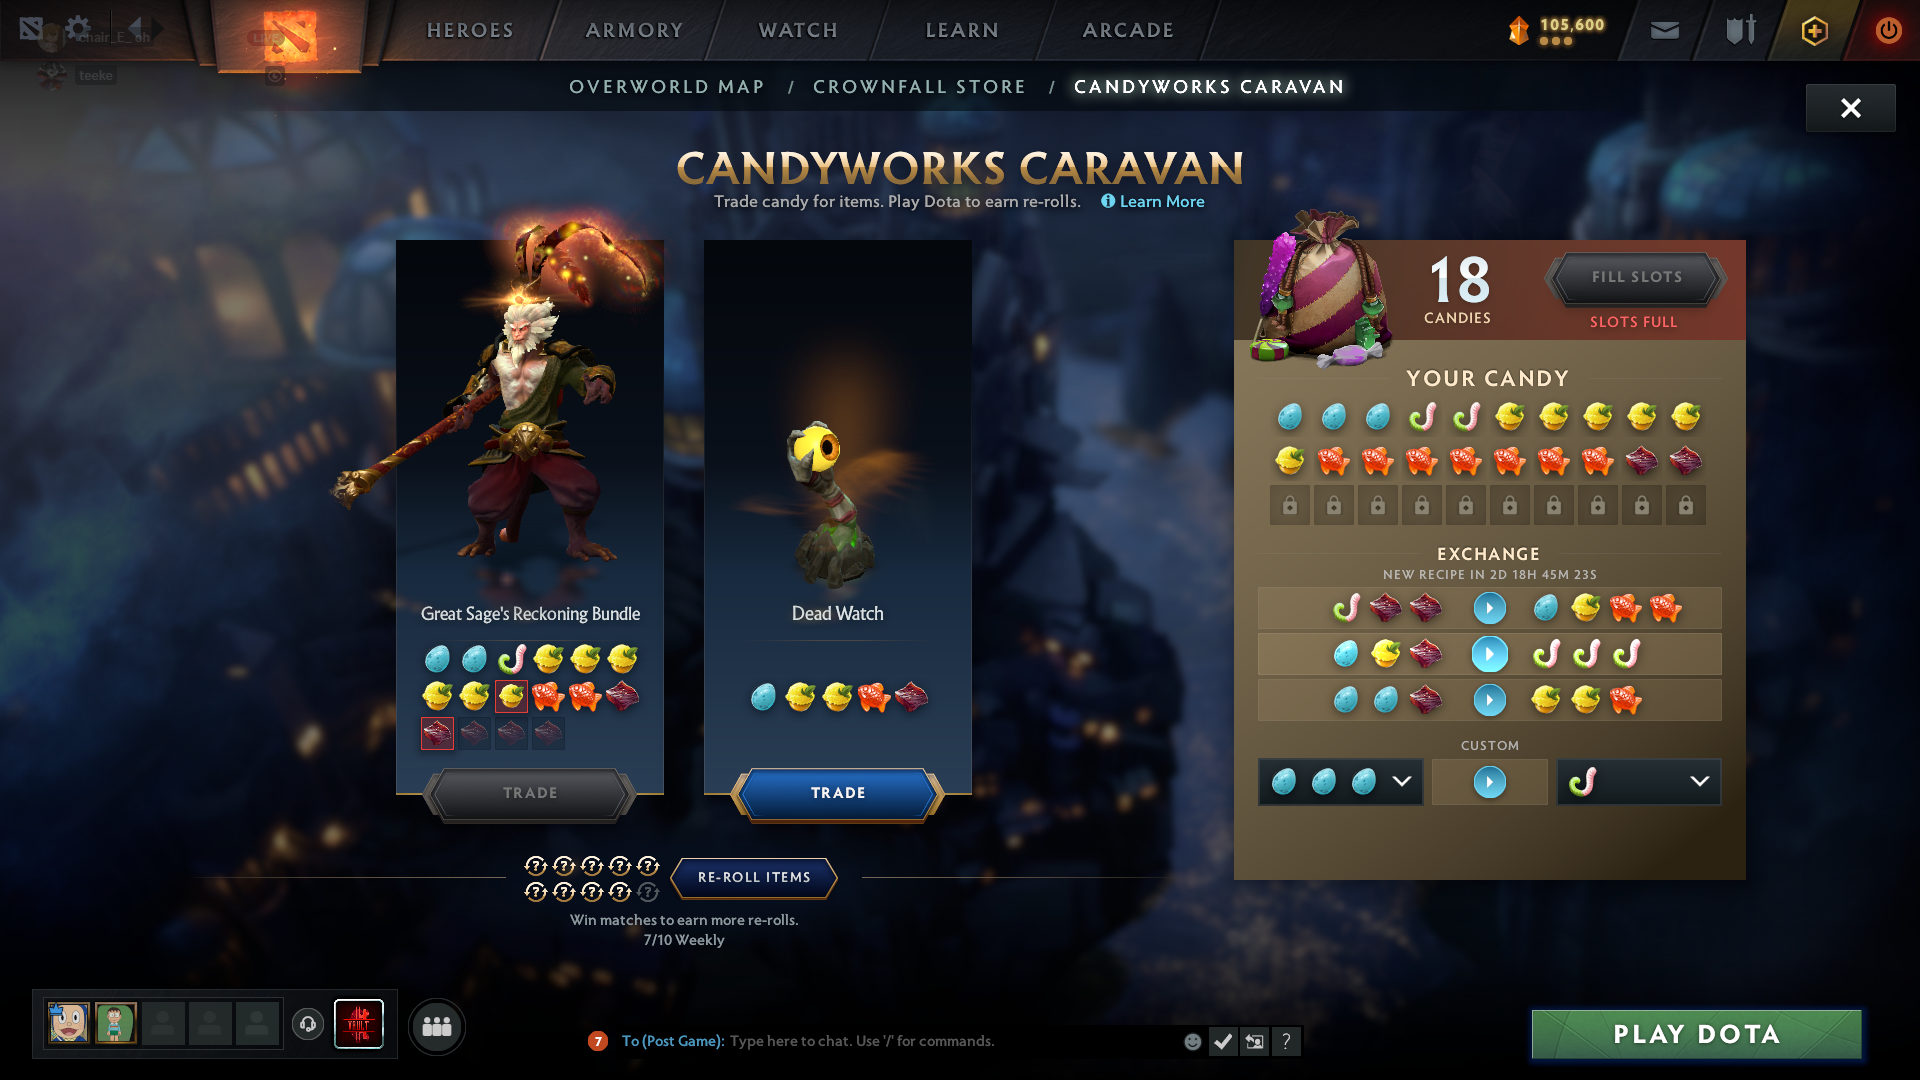 HEROES
ARMORY
WATCH
LEARN
ARCADE
105,600
teeke
OVERWORLD MAP / CROWNFALL STORE / CANDYWORKS CARAVAN
CANDYWORKS CARAVAN
Trade candy for items. Play Dota to earn re-rolls.
Learn More
18
CANDIES
FILL SLOTS
SLOTS FULL
YOUR CANDY
EXCHANGE
NEW RECIPE IN 2D 18H 45M 23S
CUSTOM
Great Sage's Reckoning Bundle
TRADE
Dead Watch
TRADE
RE-ROLL ITEMS
Win matches to earn more re-rolls.
7/10 Weekly
VAULT
7
To (Post Game): Type here to chat. Use '/' for commands.
?
PLAY DOTA